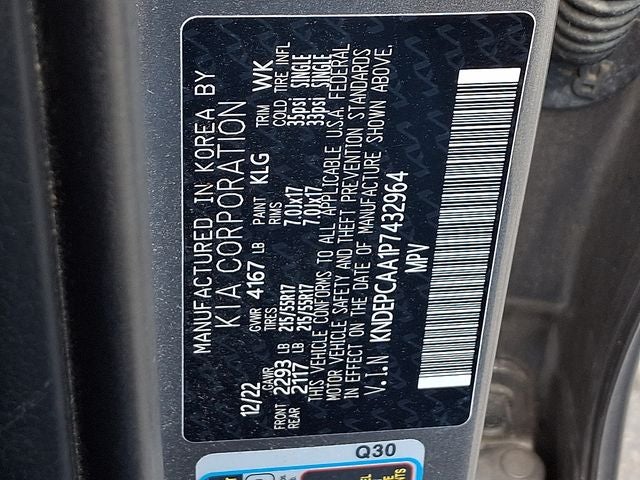 MANUFACTURED IN KOREA BY
KIA CORPORATION
12/22 GVWR 4167 LB PAINT KLG TRIM WK
GAWR TIRES RIMS COLD TIRE INFL
FRONT 2293 LB 215/55R17 7.0Jx17 35psi SINGLE
REAR 2117 LB 215/55R17 7.0Jx17 33psi SINGLE
THIS VEHICLE CONFORMS TO ALL APPLICABLE U.S.A. FEDERAL
MOTOR VEHICLE SAFETY AND THEFT PREVENTION STANDARDS
IN EFFECT ON THE DATE OF MANUFACTURE SHOWN ABOVE.
V.I.N KNDEPCAA1P7432964
MPV
Q30